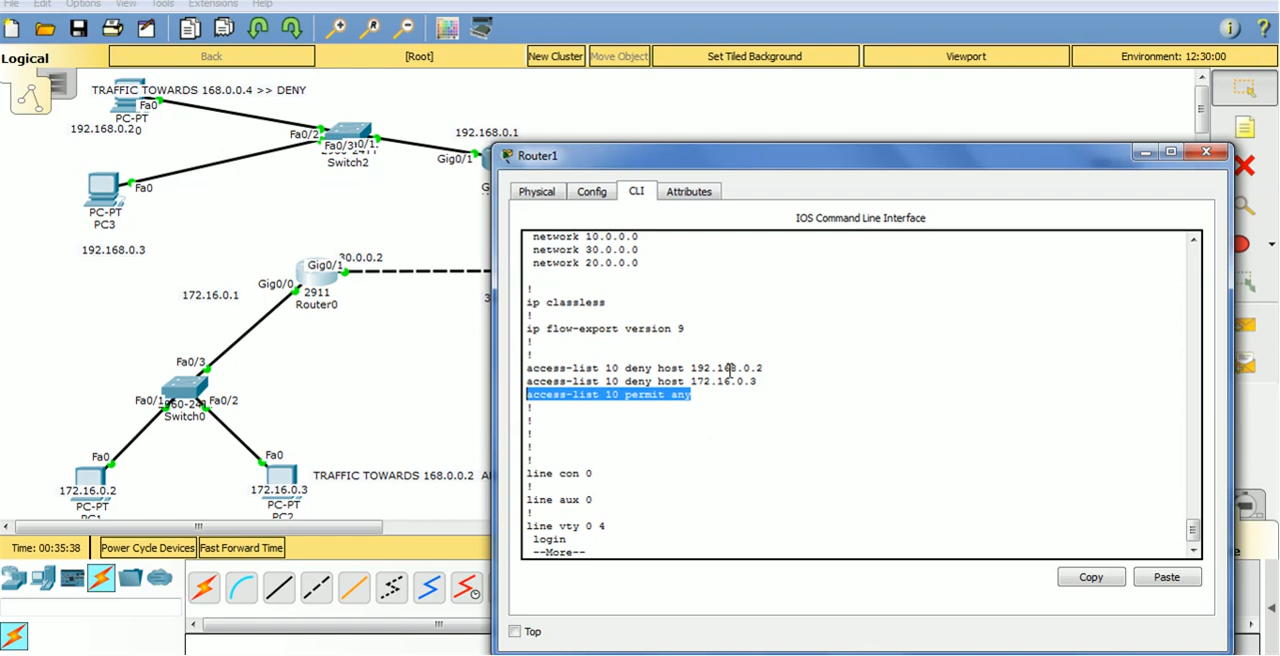 File Edit Options View Tools Extensions Help
Logical
Back
[Root]
New Cluster
Move Object
Set Tiled Background
Viewport
Environment: 12:30:00
TRAFFIC TOWARDS 168.0.0.4 >> DENY
Fa0
PC-PT
192.168.0.2
Fa0/2
Fa0/3
0/1
Switch2
192.168.0.1
Gig0/1
Fa0
PC-PT
PC3
192.168.0.3
30.0.0.2
Gig0/1
Gig0/0
2911
Router0
172.16.0.1
Fa0/3
Fa0/1
Fa0/2
Switch0
Fa0
Fa0
172.16.0.2
PC-PT
PC1
172.16.0.3
PC-PT
PC2
TRAFFIC TOWARDS 168.0.0.2
Router1
Physical
Config
CLI
Attributes
IOS Command Line Interface
network 10.0.0.0
network 30.0.0.0
network 20.0.0.0
!
ip classless
!
ip flow-export version 9
!
!
access-list 10 deny host 192.168.0.2
access-list 10 deny host 172.16.0.3
access-list 10 permit any
!
!
!
!
!
line con 0
!
line aux 0
!
line vty 0 4
login
--More--
Copy
Paste
Top
Time: 00:35:38
Power Cycle Devices
Fast Forward Time